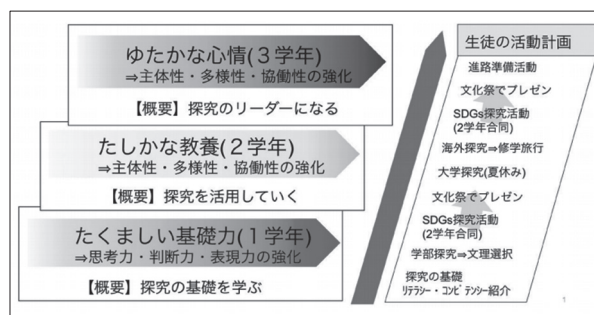 ゆたかな心情(3学年)
⇒主体性・多様性・協働性の強化
【概要】探究のリーダーになる
たしかな教養(2学年)
⇒主体性・多様性・協働性の強化
【概要】探究を活用していく
たくましい基礎力(1学年)
⇒思考力・判断力・表現力の強化
【概要】探究の基礎を学ぶ
生徒の活動計画
進路準備活動
文化祭でプレゼン
SDGs探究活動
(2学年合同)
海外探究⇒修学旅行
大学探究(夏休み)
文化祭でプレゼン
SDGs探究活動
(2学年合同)
学部探究⇒文理選択
探究の基礎
リテラシー・コンピテンシー紹介
1